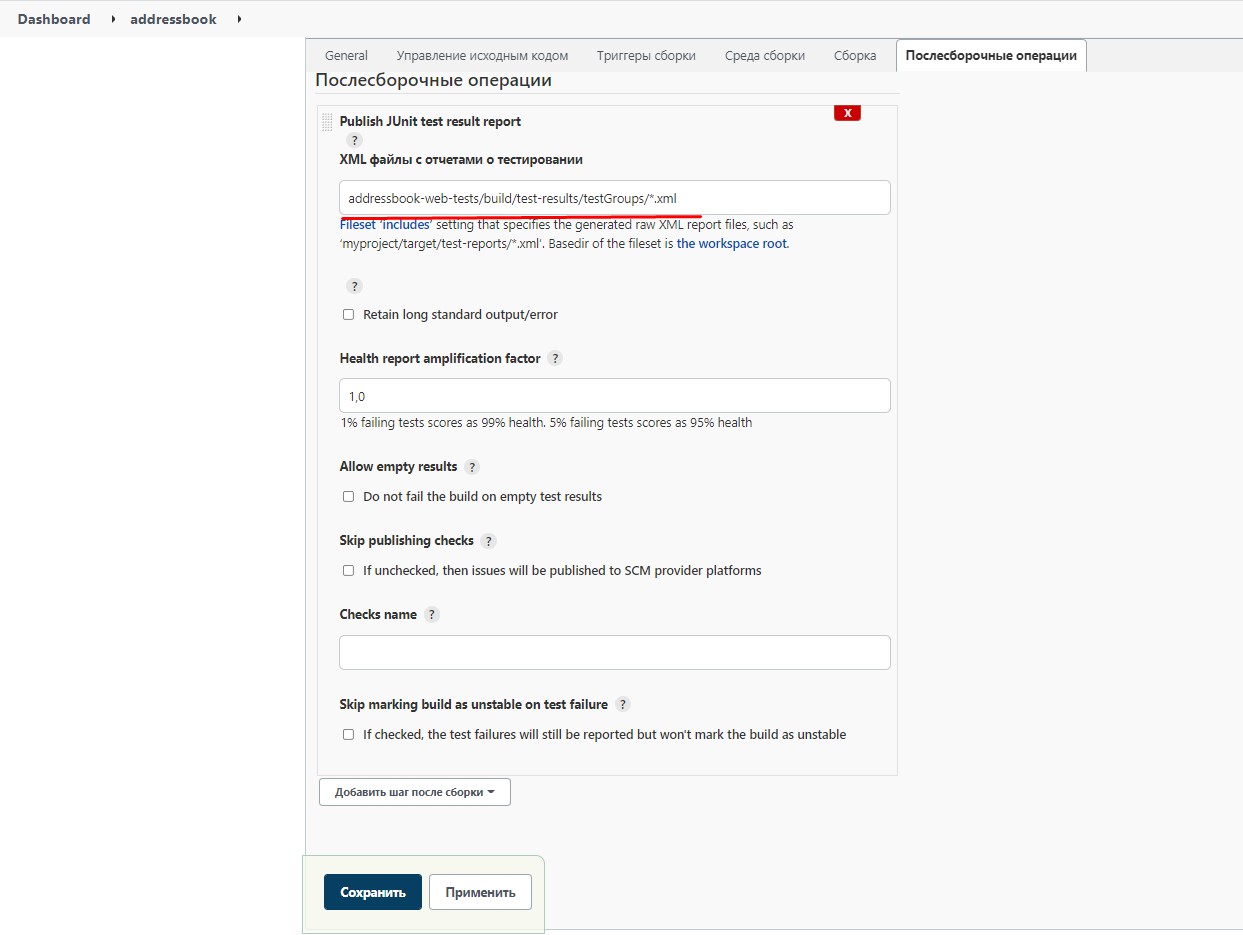 Dashboard addressbook
General Управление исходным кодом Триггеры сборки Среда сборки Сборка Послесборочные операции
Послесборочные операции
X
Publish JUnit test result report
?
XML файлы с отчетами о тестировании
addressbook-web-tests/build/test-results/testGroups/*.xml
Fileset 'includes' setting that specifies the generated raw XML report files, such as
'myproject/target/test-reports/*.xml'. Basedir of the fileset is the workspace root.
?
Retain long standard output/error
Health report amplification factor ?
1,0
1% failing tests scores as 99% health. 5% failing tests scores as 95% health
Allow empty results ?
Do not fail the build on empty test results
Skip publishing checks ?
If unchecked, then issues will be published to SCM provider platforms
Checks name ?
Skip marking build as unstable on test failure ?
If checked, the test failures will still be reported but won't mark the build as unstable
Добавить шаг после сборки
Сохранить Применить